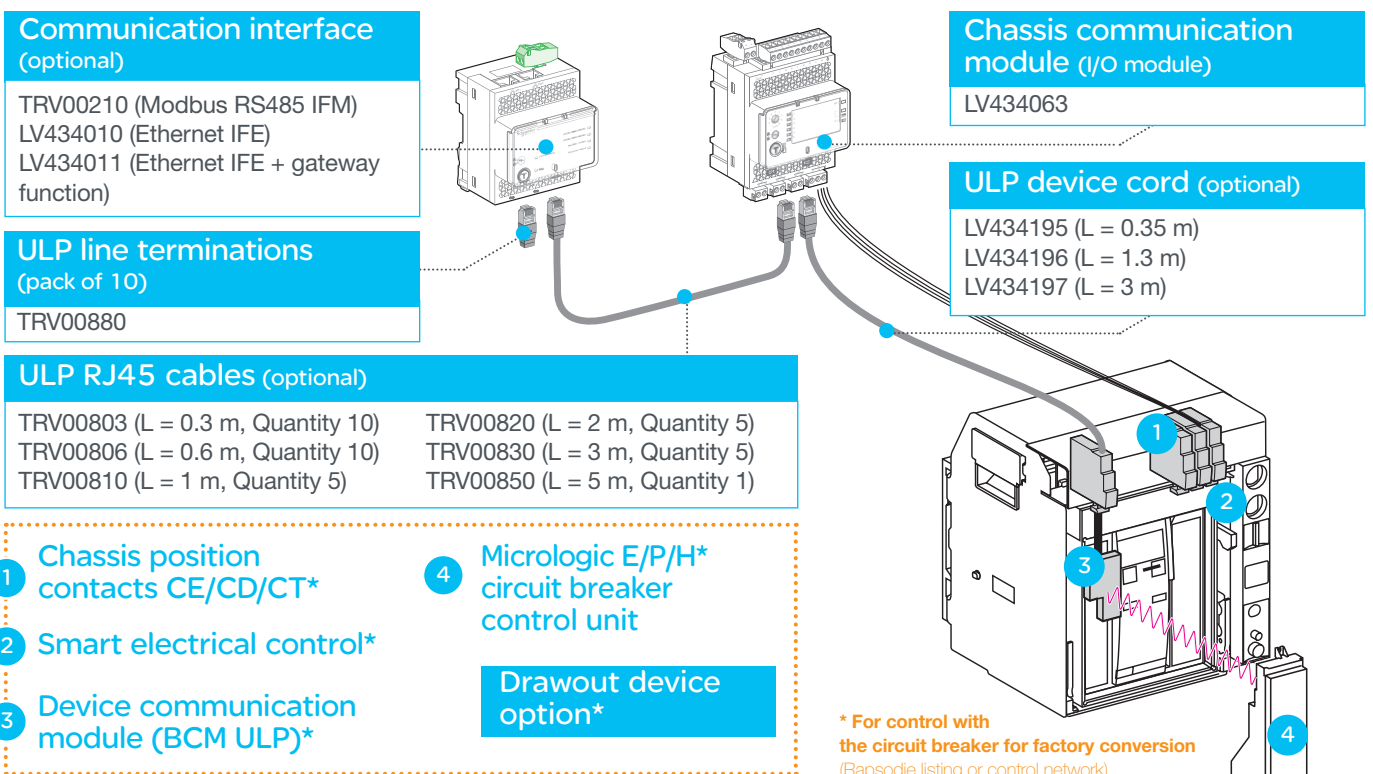 Communication interface
(optional)
TRV00210 (Modbus RS485 IFM)
LV434010 (Ethernet IFE)
LV434011 (Ethernet IFE + gateway
function)
Chassis communication
module (I/O module)
LV434063
ULP line terminations
(pack of 10)
TRV00880
ULP device cord (optional)
LV434195 (L = 0.35 m)
LV434196 (L = 1.3 m)
LV434197 (L = 3 m)
ULP RJ45 cables (optional)
TRV00803 (L = 0.3 m, Quantity 10)
TRV00806 (L = 0.6 m, Quantity 10)
TRV00810 (L = 1 m, Quantity 5)
TRV00820 (L = 2 m, Quantity 5)
TRV00830 (L = 3 m, Quantity 5)
TRV00850 (L = 5 m, Quantity 1)
1 Chassis position
contacts CE/CD/CT*
2 Smart electrical control*
3 Device communication
module (BCM ULP)*
4 Micrologic E/P/H*
circuit breaker
control unit
Drawout device
option*
1
2
3
4
* For control with
the circuit breaker for factory conversion
(Rapsodie listing or control network)